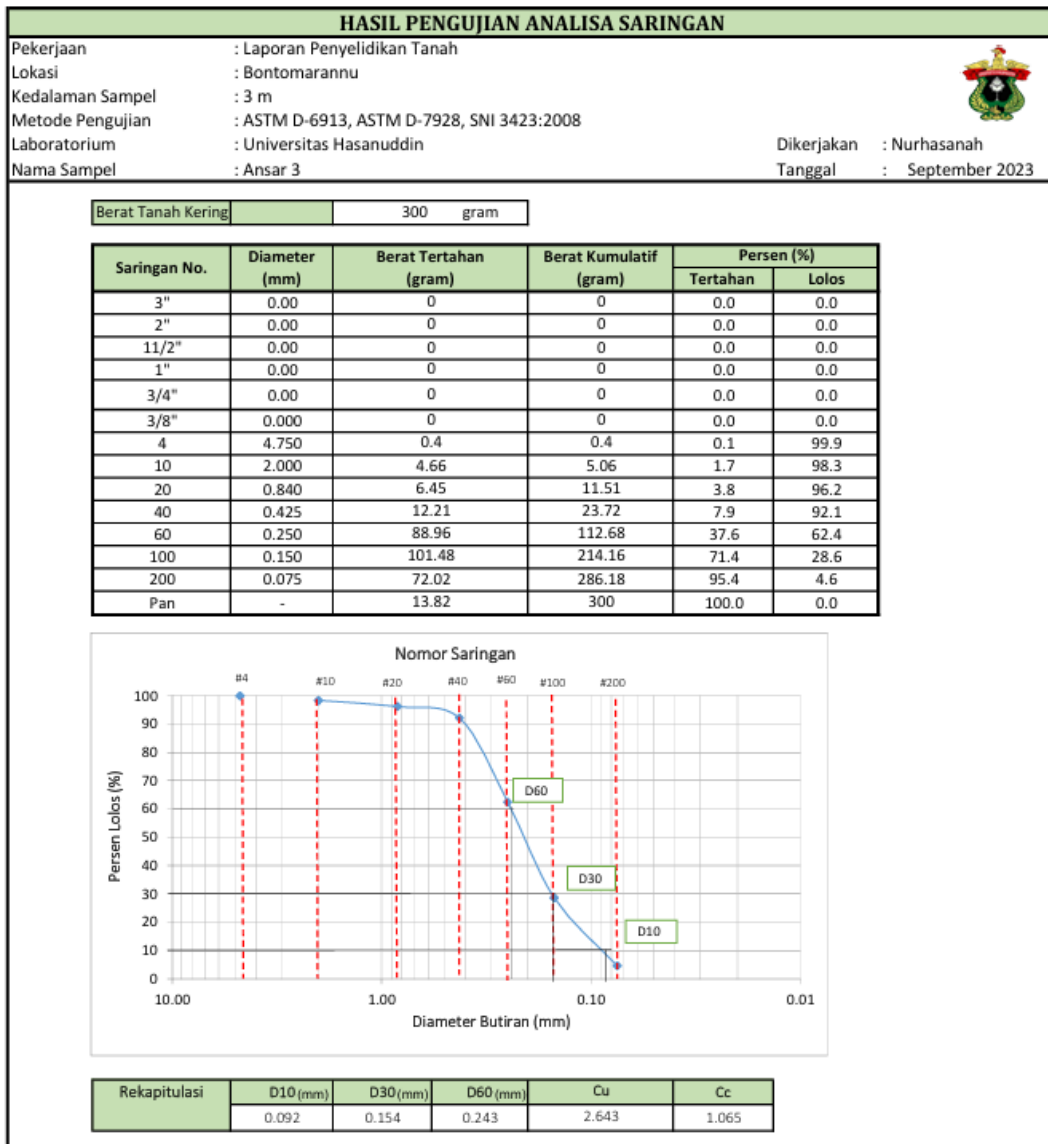 HASIL PENGUJIAN ANALISA SARINGAN
Pekerjaan : Laporan Penyelidikan Tanah
Lokasi : Bontomarannu
Kedalaman Sampel : 3 m
Metode Pengujian : ASTM D-6913, ASTM D-7928, SNI 3423:2008
Laboratorium : Universitas Hasanuddin Dikerjakan : Nurhasanah
Nama Sampel : Ansar 3 Tanggal : September 2023
Berat Tanah Kering 300 gram
Saringan No. Diameter (mm) Berat Tertahan (gram) Berat Kumulatif (gram) Persen (%)
Tertahan Lolos
3" 0.00 0 0 0.0 0.0
2" 0.00 0 0 0.0 0.0
11/2" 0.00 0 0 0.0 0.0
1" 0.00 0 0 0.0 0.0
3/4" 0.00 0 0 0.0 0.0
3/8" 0.000 0 0 0.0 0.0
4 4.750 0.4 0.4 0.1 99.9
10 2.000 4.66 5.06 1.7 98.3
20 0.840 6.45 11.51 3.8 96.2
40 0.425 12.21 23.72 7.9 92.1
60 0.250 88.96 112.68 37.6 62.4
100 0.150 101.48 214.16 71.4 28.6
200 0.075 72.02 286.18 95.4 4.6
Pan - 13.82 300 100.0 0.0
Nomor Saringan
#4 #10 #20 #40 #60 #100 #200
100
90
80
70
60
50
40
30
20
10
0
Persen Lolos (%)
D60
D30
D10
10.00 1.00 0.10 0.01
Diameter Butiran (mm)
Rekapitulasi D10 (mm) D30 (mm) D60 (mm) Cu Cc
0.092 0.154 0.243 2.643 1.065